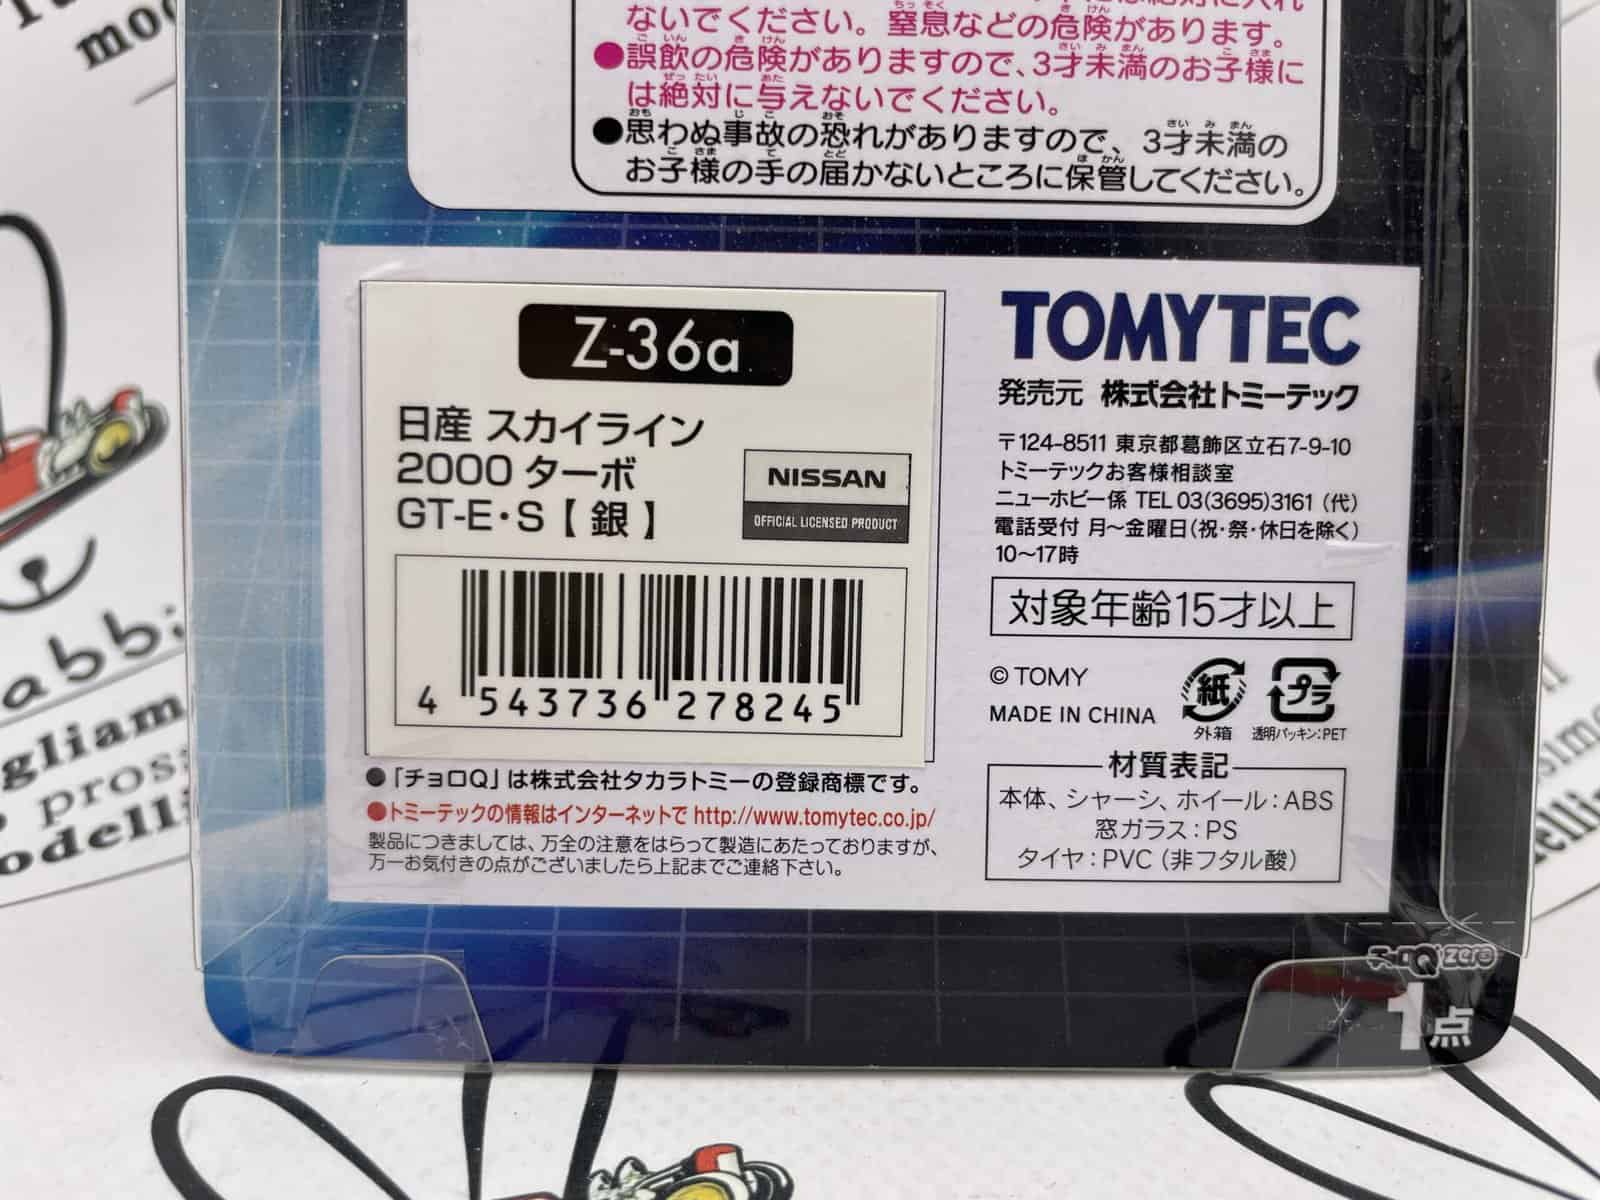 ないでください。窒息などの危険があります。
●誤飲の危険がありますので、3才未満のお子様に
は絶対に与えないでください。
●思わぬ事故の恐れがありますので、3才未満の
お子様の手の届かないところに保管してください。
Z-36a
日産 スカイライン
2000 ターボ
GT-E・S【 銀 】
NISSAN
OFFICIAL LICENSED PRODUCT
4 543736 278245
●「チョロQ」は株式会社タカラトミーの登録商標です。
●トミーテックの情報はインターネットで http://www.tomytec.co.jp/
製品につきましては、万全の注意をはらって製造にあたっておりますが、
万一お気付きの点がございましたら上記までご連絡下さい。
TOMYTEC
発売元 株式会社トミーテック
〒124-8511 東京都葛飾区立石7-9-10
トミーテックお客様相談室
ニューホビー係 TEL 03(3695)3161（代）
電話受付 月～金曜日(祝・祭・休日を除く)
10～17時
対象年齢15才以上
© TOMY
MADE IN CHINA
紙
外箱
プラ
透明パッキン:PET
材質表記
本体、シャーシ、ホイール：ABS
窓ガラス：PS
タイヤ：PVC（非フタル酸）
チョロQ zero
1点